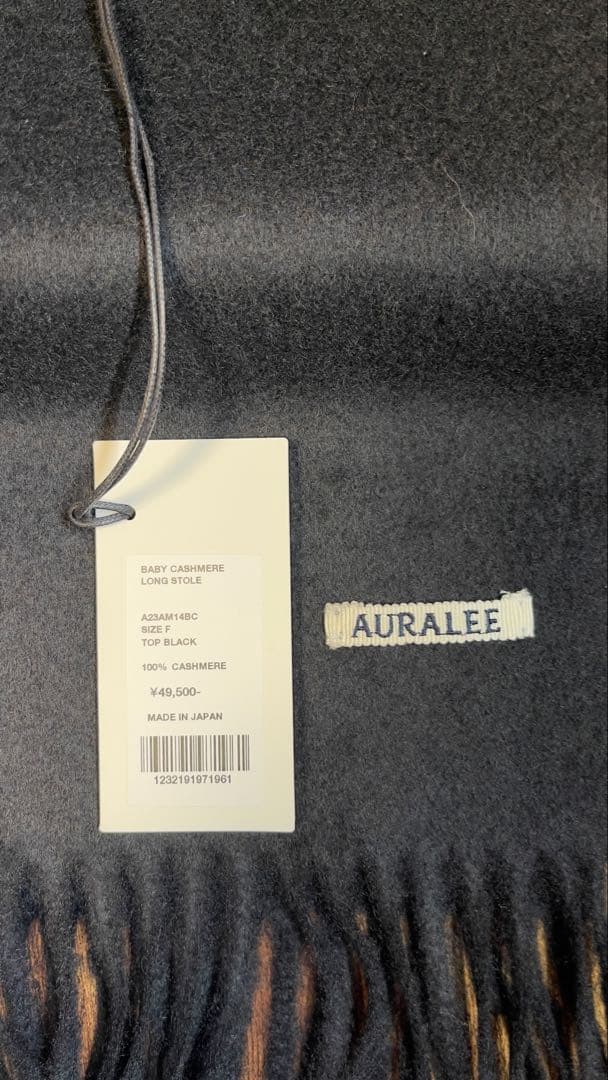 BABY CASHMERE
LONG STOLE
A23AM14BC
SIZE F
TOP BLACK
100% CASHMERE
¥49,500-
MADE IN JAPAN
1232191971961
AURALEE